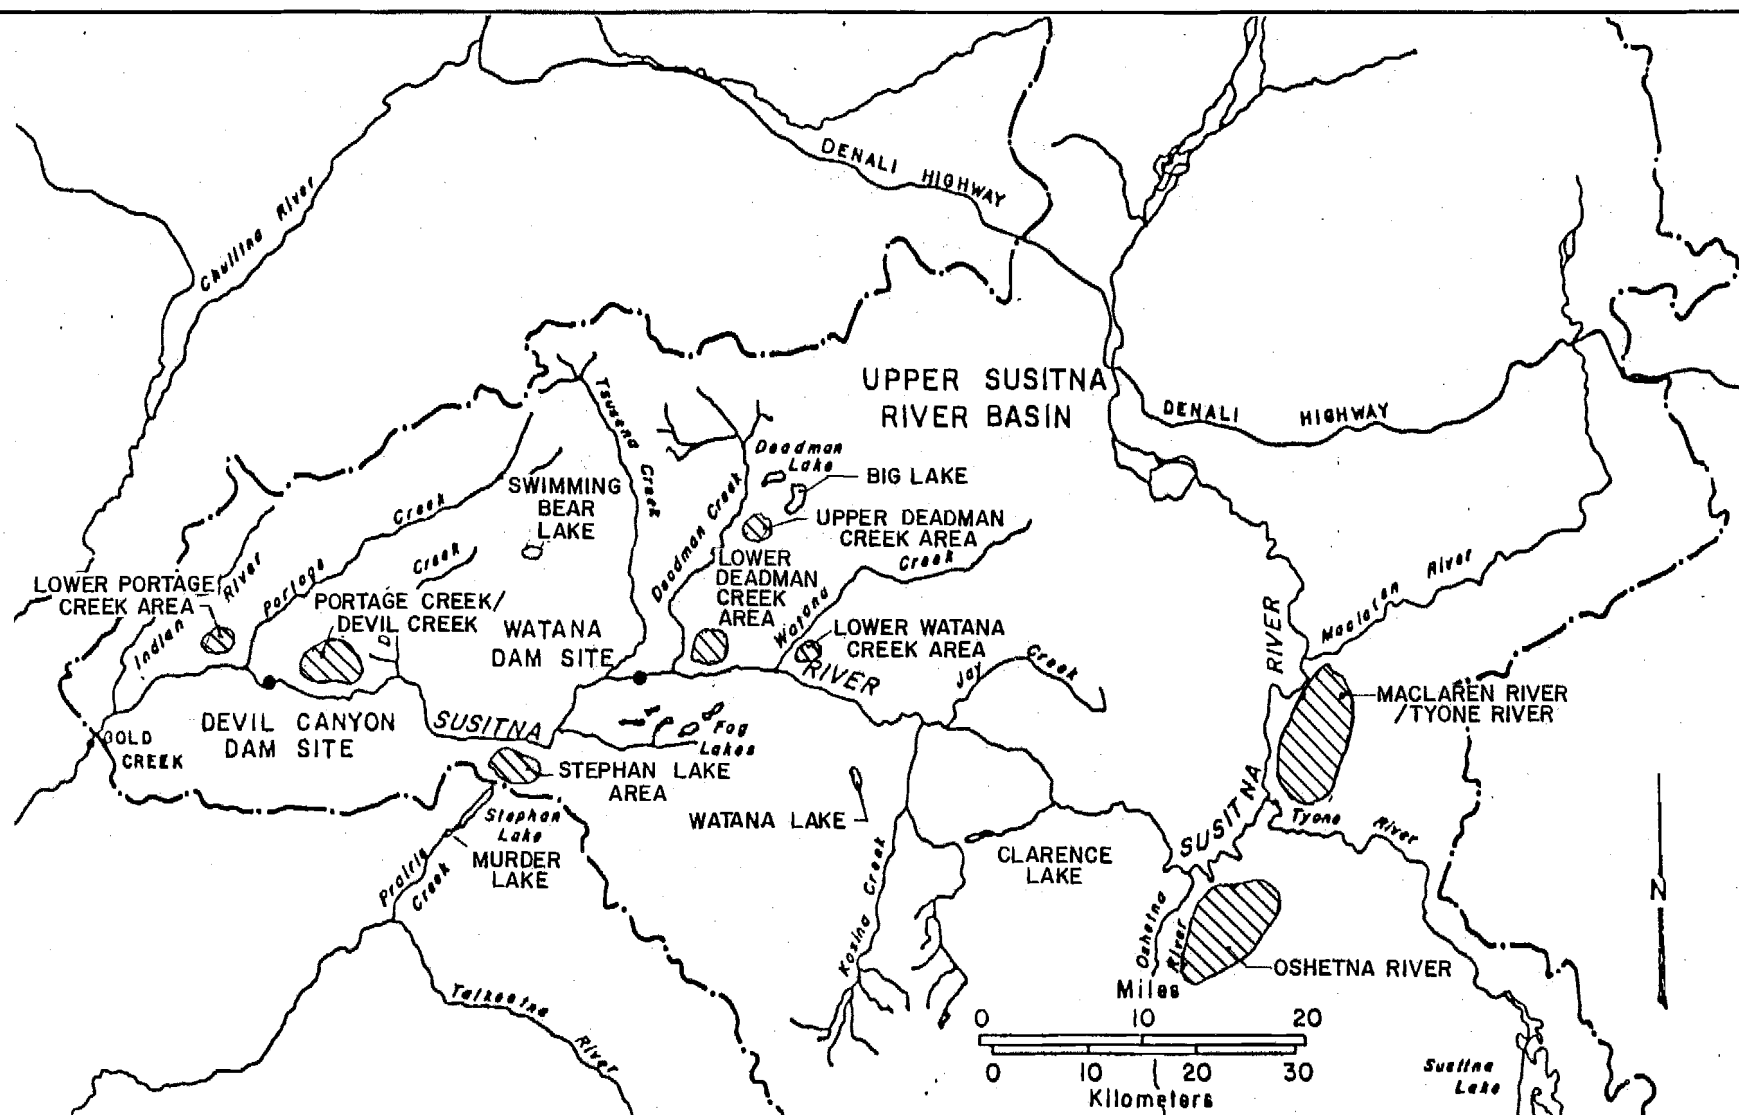 DENALI HIGHWAY
Chulitna River
UPPER SUSITNA
RIVER BASIN
DENALI HIGHWAY
Tsusena Creek
Deadman
Lake
BIG LAKE
SWIMMING
BEAR
LAKE
Portage Creek
Deadman Creek
UPPER DEADMAN
CREEK AREA
LOWER
DEADMAN
CREEK
AREA
Watana Creek
Creek
LOWER PORTAGE
CREEK AREA
Indian River
PORTAGE CREEK/
DEVIL CREEK
D
WATANA
DAM SITE
LOWER WATANA
CREEK AREA
Maclaren River
RIVER
RIVER
Jay Creek
MACLAREN RIVER
/TYONE RIVER
DEVIL CANYON
DAM SITE
SUSITNA
Fog
Lakes
GOLD
CREEK
STEPHAN LAKE
AREA
Stephan
Lake
WATANA LAKE
MURDER
LAKE
Prairie
Creek
SUSITNA
Tyone River
CLARENCE
LAKE
Kosina Creek
Oshetna
River
OSHETNA RIVER
N
Talkeetna River
Miles
0 10 20
0 10 20 30
Kilometers
Susitna
Lake